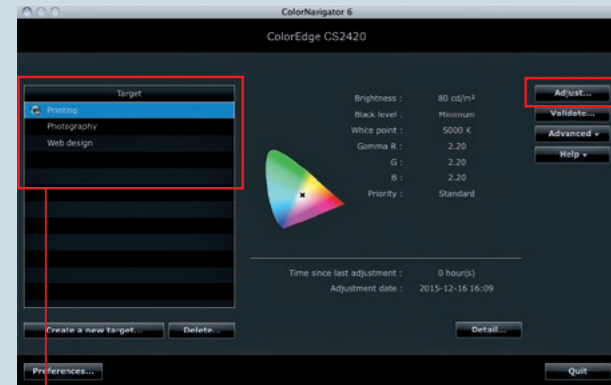 ColorNavigator 6
ColorEdge CS2420
Target
Printing
Photography
Web design
Brightness : 80 cd/m²
Black level : Minimum
White point : 5000 K
Gamma R : 2.20
G : 2.20
B : 2.20
Priority : Standard
Adjust...
Validate...
Advanced
Help
Time since last adjustment : 0 hour(s)
Adjustment date : 2015-12-16 16:09
Create a new target...
Delete...
Detail...
Preferences...
Quit